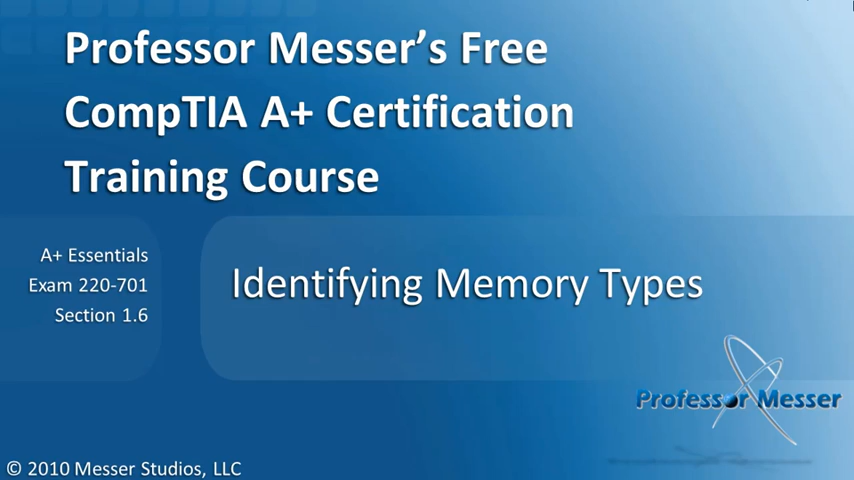 Professor Messer's Free
CompTIA A+ Certification
Training Course
A+ Essentials
Exam 220-701
Section 1.6
Identifying Memory Types
Professor Messer
© 2010 Messer Studios, LLC